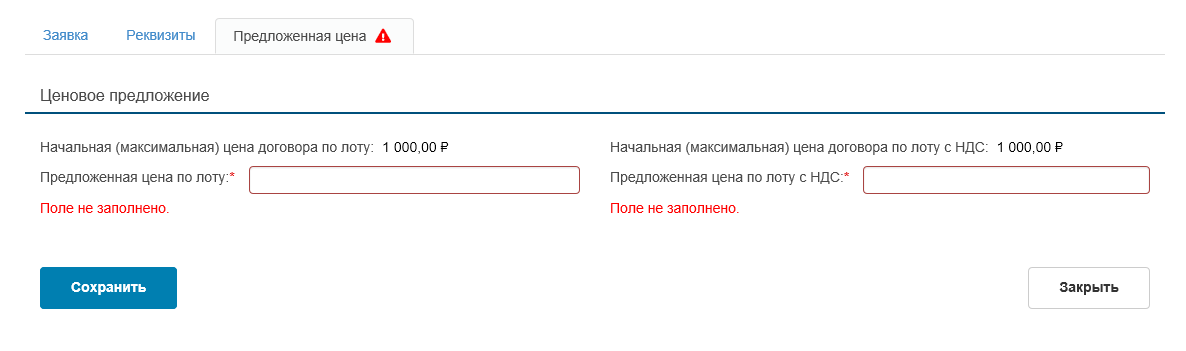 Заявка Реквизиты Предложенная цена
Ценовое предложение
Начальная (максимальная) цена договора по лоту: 1 000,00 ₽ Начальная (максимальная) цена договора по лоту с НДС: 1 000,00 ₽
Предложенная цена по лоту:* Предложенная цена по лоту с НДС:*
Поле не заполнено. Поле не заполнено.
Сохранить Закрыть